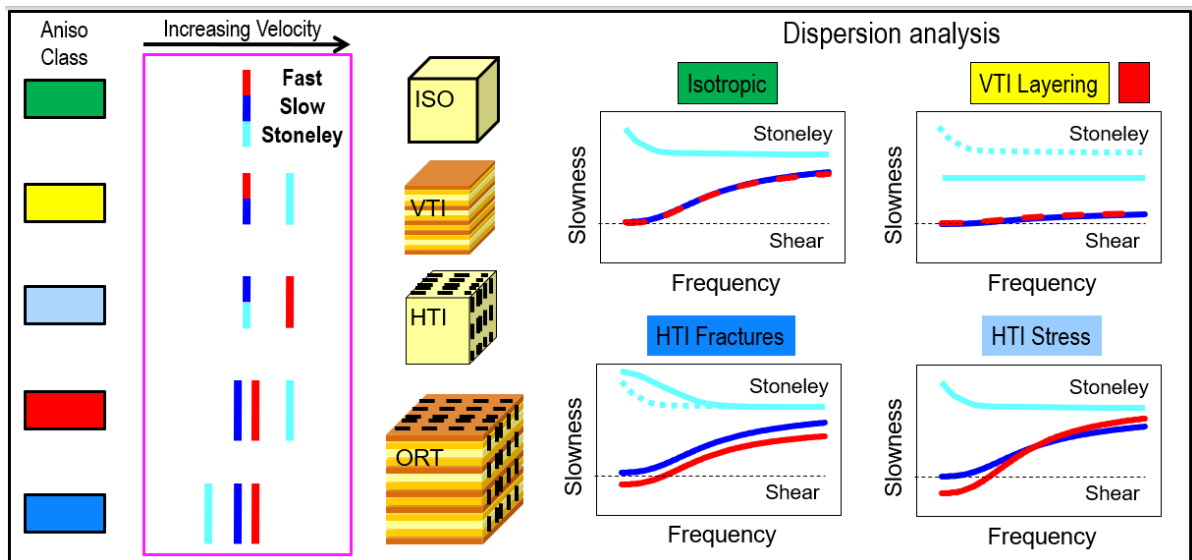 Aniso
Class
Increasing Velocity
Fast
Slow
Stoneley
ISO
VTI
HTI
ORT
Dispersion analysis
Isotropic
Stoneley
Shear
Slowness
Frequency
VTI Layering
Stoneley
Shear
Slowness
Frequency
HTI Fractures
Stoneley
Shear
Slowness
Frequency
HTI Stress
Stoneley
Shear
Slowness
Frequency